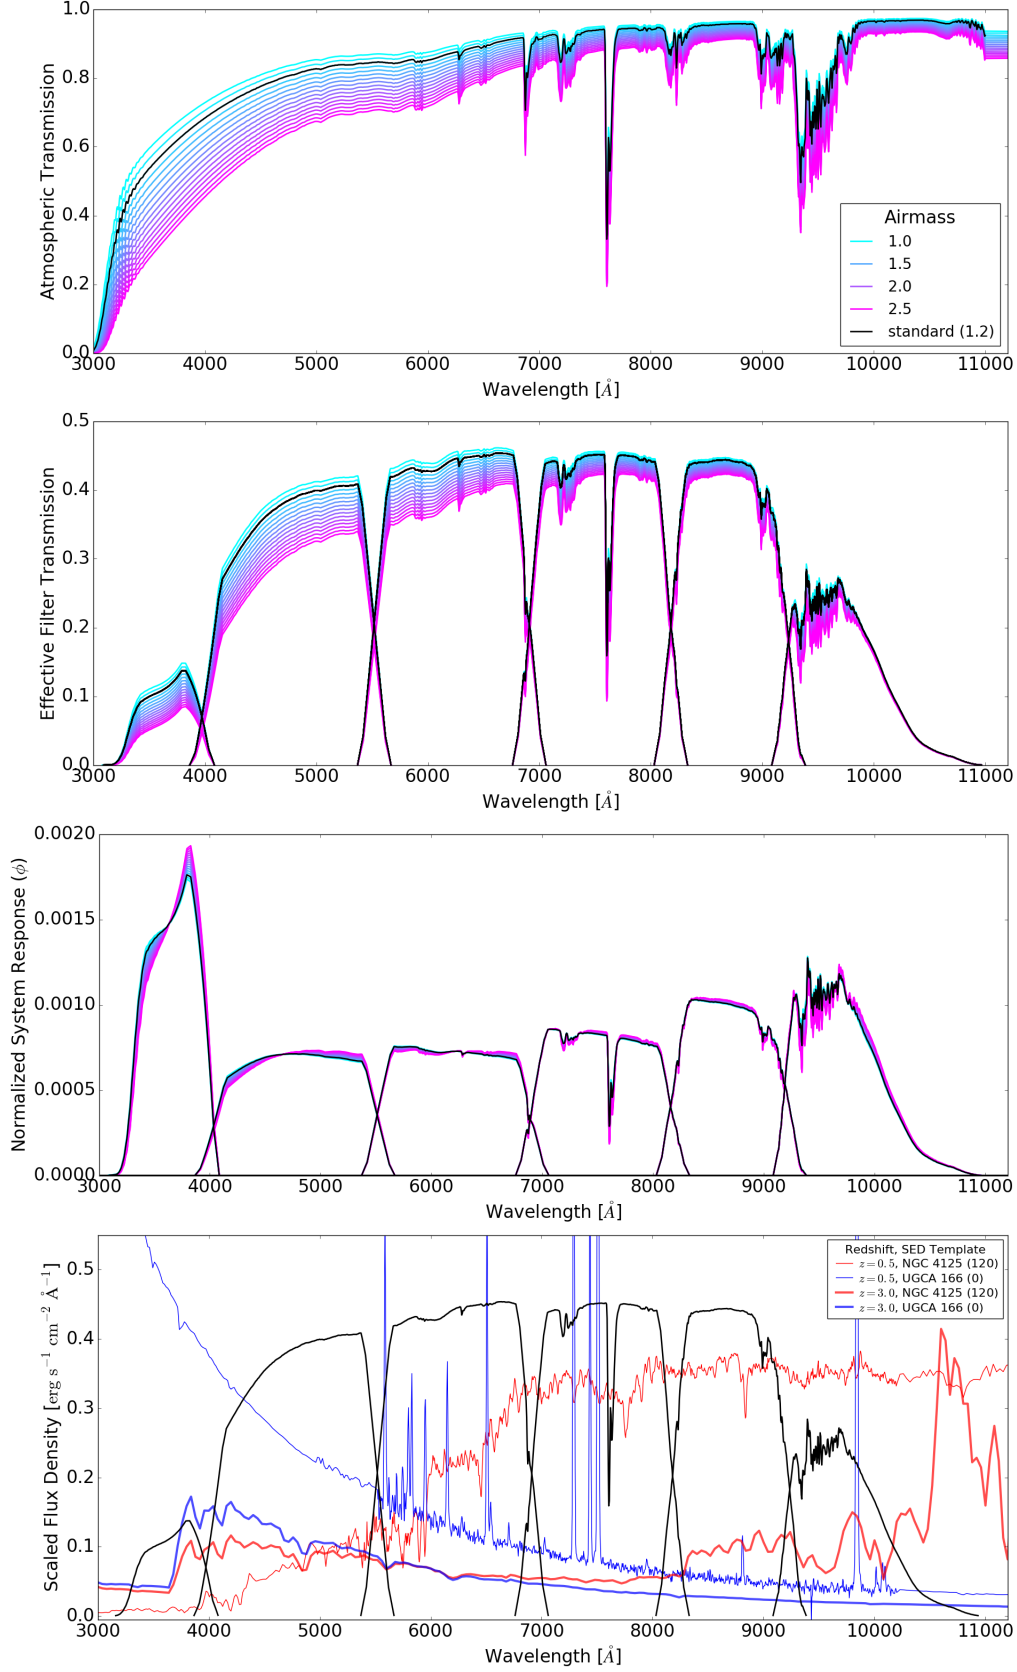 1.0
0.8
0.6
0.4
0.2
0.0
Atmospheric Transmission
Airmass
1.0
1.5
2.0
2.5
standard (1.2)
3000 4000 5000 6000 7000 8000 9000 10000 11000
Wavelength [Å]
0.5
0.4
0.3
0.2
0.1
0.0
Effective Filter Transmission
3000 4000 5000 6000 7000 8000 9000 10000 11000
Wavelength [Å]
0.0020
0.0015
0.0010
0.0005
0.0000
Normalized System Response (ϕ)
3000 4000 5000 6000 7000 8000 9000 10000 11000
Wavelength [Å]
0.5
0.4
0.3
0.2
0.1
0.0
Scaled Flux Density [erg s⁻¹ cm⁻² Å⁻¹]
Redshift, SED Template
z = 0.5, NGC 4125 (120)
z = 0.5, UGCA 166 (0)
z = 3.0, NGC 4125 (120)
z = 3.0, UGCA 166 (0)
3000 4000 5000 6000 7000 8000 9000 10000 11000
Wavelength [Å]